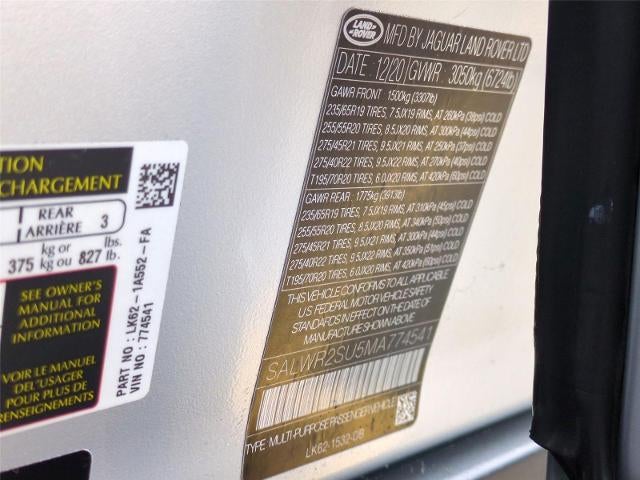 TION
CHARGEMENT
REAR
ARRIÈRE
3
375
kg or
kg ou
827
lbs.
lb.
SEE OWNER'S
MANUAL FOR
ADDITIONAL
INFORMATION
VOIR LE MANUEL
DEL'USAGER
POUR PLUS DE
RENSEIGNEMENTS
PART NO : LK62-1A552-FA
VIN NO : 774541
LAND
ROVER
MFD BY JAGUAR LAND ROVER LTD
DATE : 12/20 GVWR : 3050kg (6724lb)
GAWR FRONT : 1500kg (3307lb)
235/65R19 TIRES, 7.5JX19 RIMS, AT 260kPa (38psi) COLD
255/55R20 TIRES, 8.5JX20 RIMS, AT 300kPa (44psi) COLD
275/45R21 TIRES, 9.5JX21 RIMS, AT 250kPa (37psi) COLD
275/40R22 TIRES, 9.5JX22 RIMS, AT 270kPa (40psi) COLD
T195/70R20 TIRES, 6.0JX20 RIMS, AT 420kPa (60psi) COLD
GAWR REAR : 1775kg (3913lb)
235/65R19 TIRES, 7.5JX19 RIMS, AT 310kPa (45psi) COLD
255/55R20 TIRES, 8.5JX20 RIMS, AT 340kPa (50psi) COLD
275/45R21 TIRES, 9.5JX21 RIMS, AT 300kPa (44psi) COLD
275/40R22 TIRES, 9.5JX22 RIMS, AT 350kPa (51psi) COLD
T195/70R20 TIRES, 6.0JX20 RIMS, AT 420kPa (60psi) COLD
THIS VEHICLE CONFORMS TO ALL APPLICABLE
U.S. FEDERAL MOTOR VEHICLE SAFETY
STANDARDS IN EFFECT ON THE DATE OF
MANUFACTURE SHOWN ABOVE
SALWR2SU5MA774541
TYPE : MULTI-PURPOSE PASSENGER VEHICLE
LK62-1532-DB